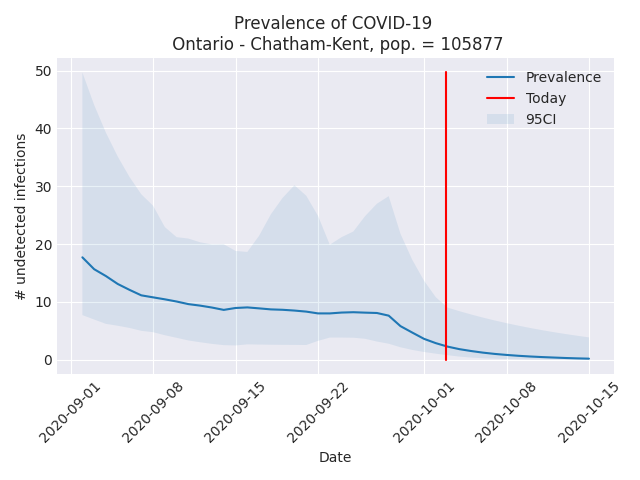 Prevalence of COVID-19
Ontario - Chatham-Kent, pop. = 105877
# undetected infections
50
40
30
20
10
0
Prevalence
Today
95CI
2020-09-01
2020-09-08
2020-09-15
2020-09-22
2020-10-01
2020-10-08
2020-10-15
Date